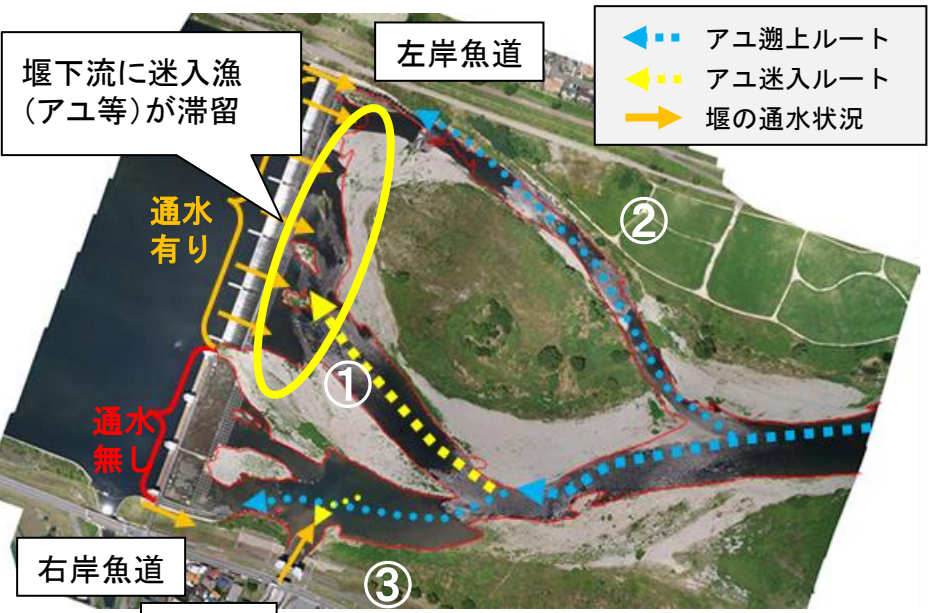 堰下流に迷入漁
(アユ等)が滞留
左岸魚道
アユ遡上ルート
アユ迷入ルート
堰の通水状況
通水
有り
②
①
通水
無し
右岸魚道
③